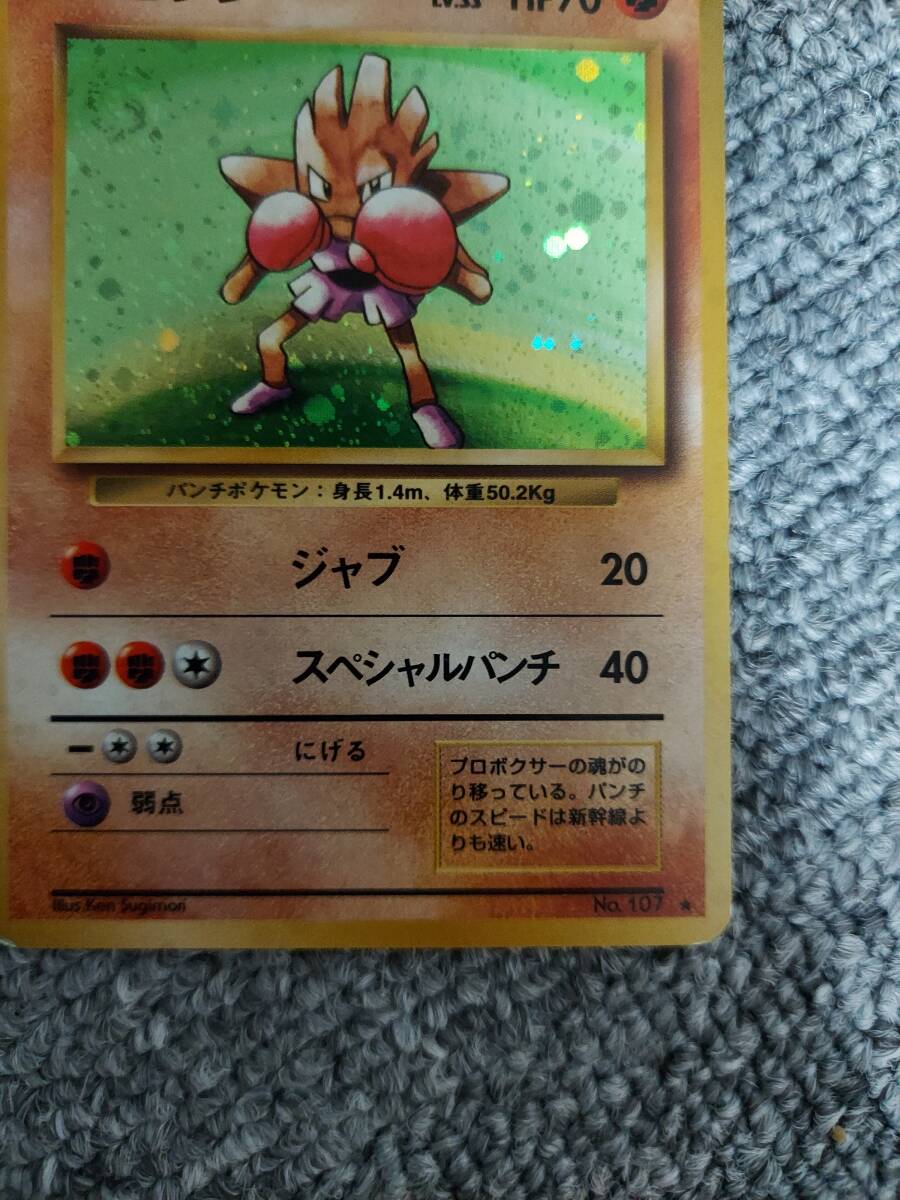 LV.33 HP70
パンチポケモン：身長1.4m、体重50.2Kg
ジャブ 20
スペシャルパンチ 40
にげる
弱点
プロボクサーの魂がの
り移っている。パンチ
のスピードは新幹線よ
りも速い。
Illus Ken Sugimori No. 107